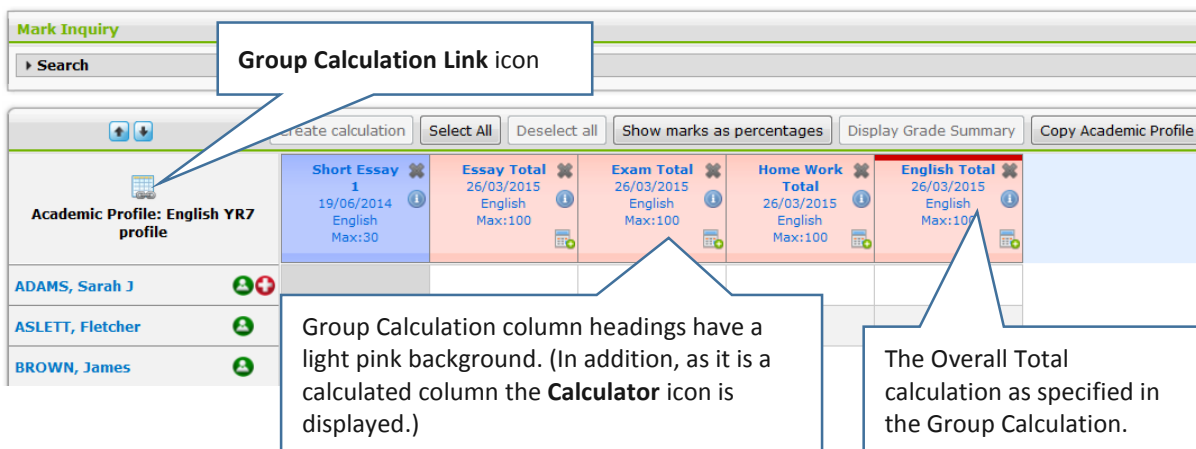 Mark Inquiry
Search
Group Calculation Link icon
create calculation Select All Deselect all Show marks as percentages Display Grade Summary Copy Academic Profile
Academic Profile: English YR7
profile
Short Essay
1
19/06/2014
English
Max:30
Essay Total
26/03/2015
English
Max:100
Exam Total
26/03/2015
English
Max:100
Home Work
Total
26/03/2015
English
Max:100
English Total
26/03/2015
English
Max:100
ADAMS, Sarah J
ASLETT, Fletcher
BROWN, James
Group Calculation column headings have a
light pink background. (In addition, as it is a
calculated column the Calculator icon is
displayed.)
The Overall Total
calculation as specified in
the Group Calculation.